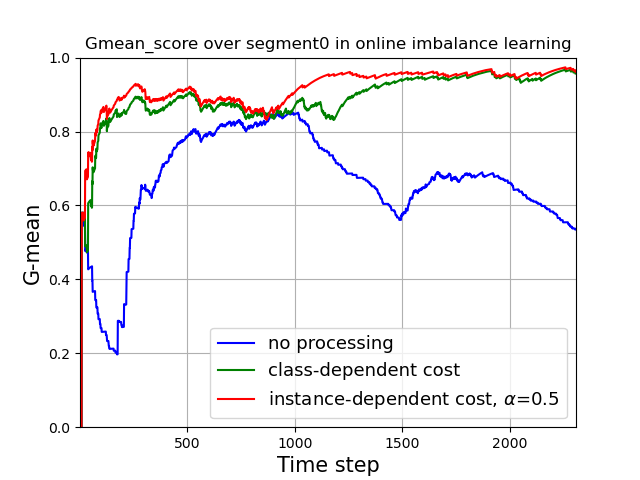 Gmean_score over segment0 in online imbalance learning
1.0
0.8
0.6
0.4
0.2
0.0
G-mean
no processing
class-dependent cost
instance-dependent cost, α=0.5
500
1000
1500
2000
Time step